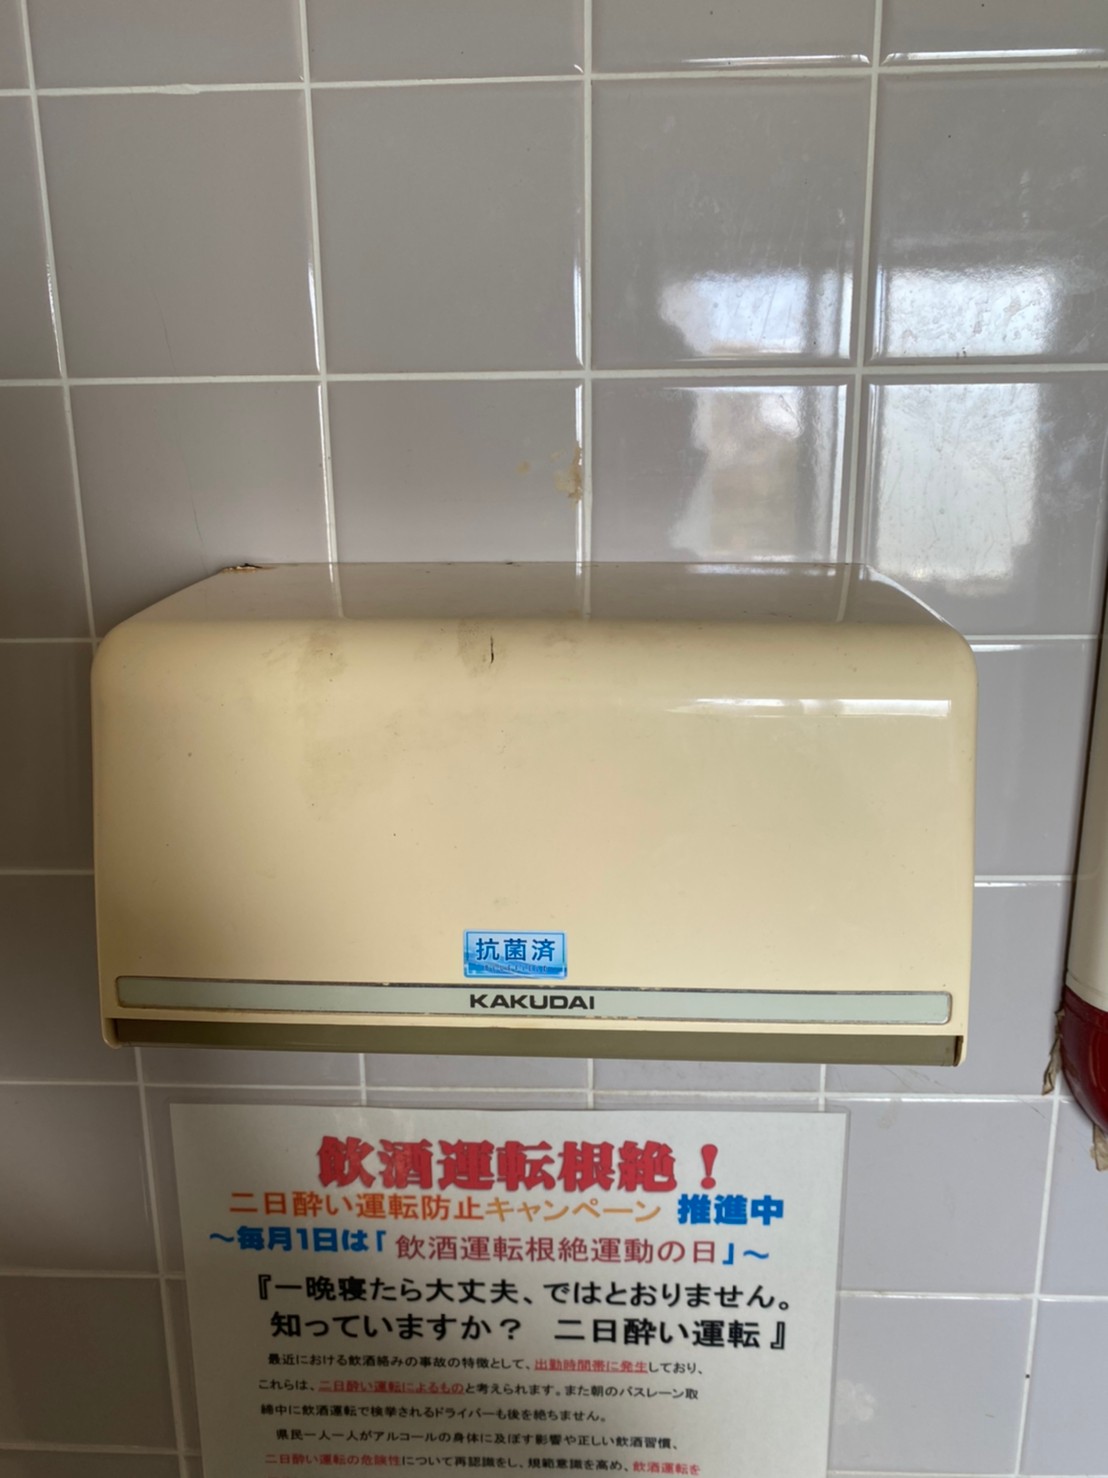 抗菌済
KAKUDAI
飲酒運転根絶！
二日酔い運転防止キャンペーン 推進中
～毎月1日は「飲酒運転根絶運動の日」～
『一晩寝たら大丈夫、ではとおりません。
知っていますか？ 二日酔い運転』
最近における飲酒絡みの事故の特徴として、出勤時間帯に発生しており、
これらは、二日酔い運転によるものと考えられます。また朝のバスレーン取
締中に飲酒運転で検挙されるドライバーも後を絶ちません。
県民一人一人がアルコールの身体に及ぼす影響や正しい飲酒習慣、
二日酔い運転の危険性について再認識をし、規範意識を高め、飲酒運転を